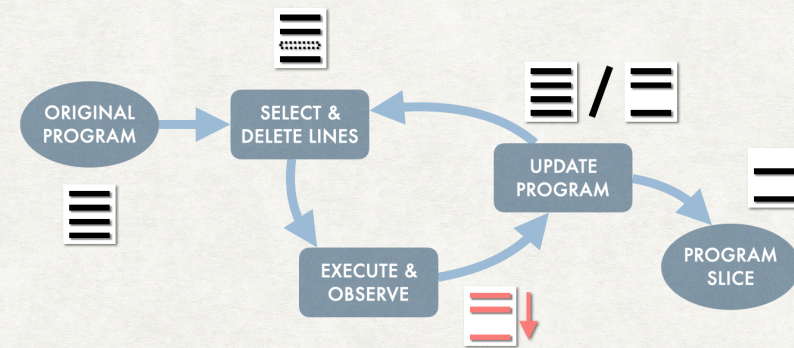 ORIGINAL
PROGRAM
SELECT &
DELETE LINES
EXECUTE &
OBSERVE
UPDATE
PROGRAM
PROGRAM
SLICE